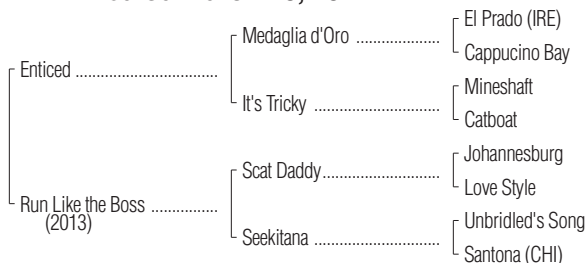 El Prado (IRE)
Medaglia d'Oro ....................
Cappucino Bay
Enticed ..................................
Mineshaft
It's Tricky ..............................
Catboat
Johannesburg
Scat Daddy............................
Love Style
Run Like the Boss ................
(2013)
Unbridled's Song
Seekitana ..............................
Santona (CHI)